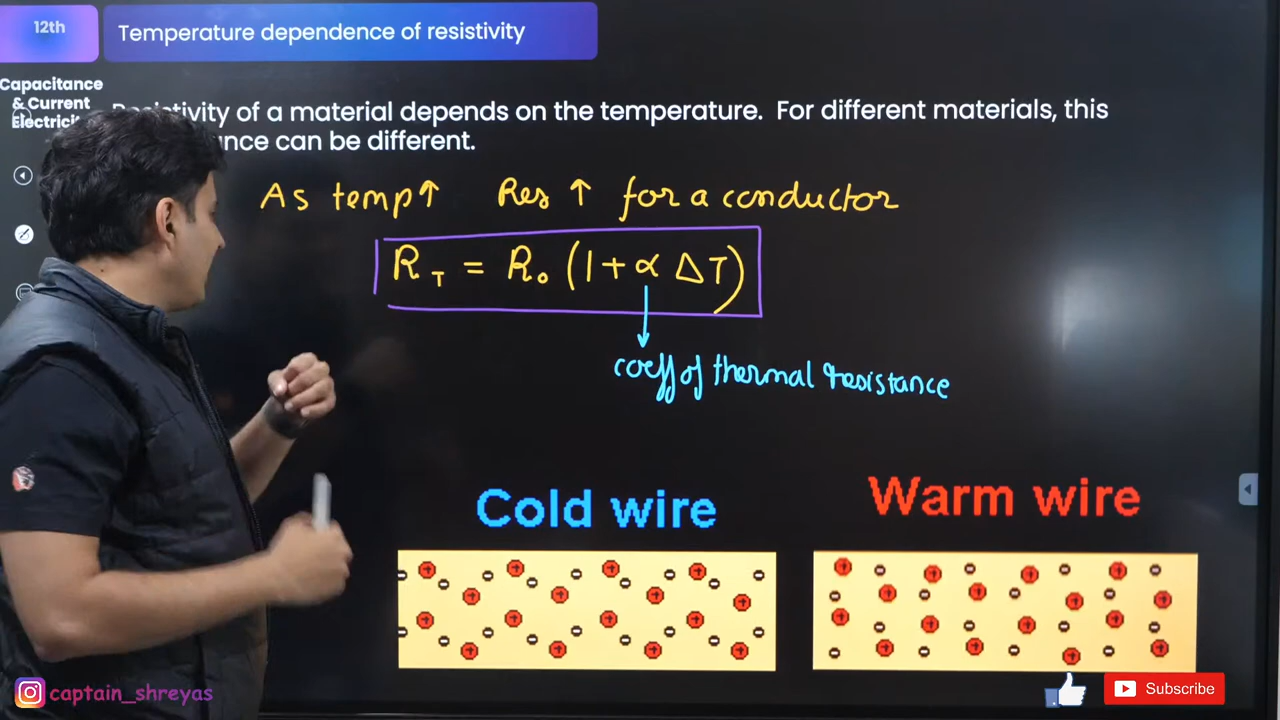 12th
Temperature dependence of resistivity
Capacitance
& Current
of a material depends on the temperature. For different materials, this
can be different.
As temp↑ Res ↑ for a conductor
R_T = R_0 (1 + α ΔT)
coeff of thermal resistance
Cold wire
Warm wire
captain_shreyas
Subscribe